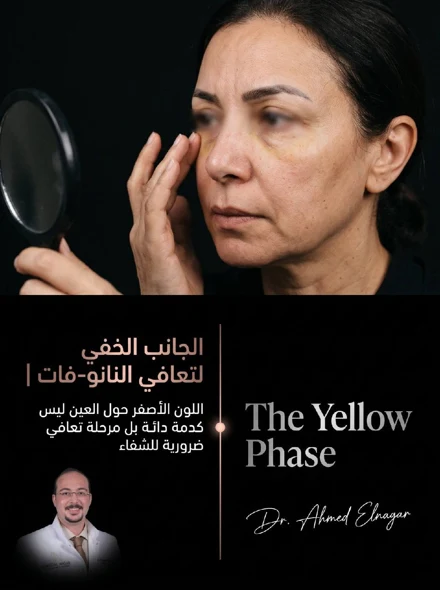 الجانب الخفي
لتعافي النانو-فات |
اللون الأصفر حول العين ليس
كدمة دائة بل مرحلة تعافي
ضرورية للشفاء
The Yellow
Phase
Dr. Ahmed Elnagar